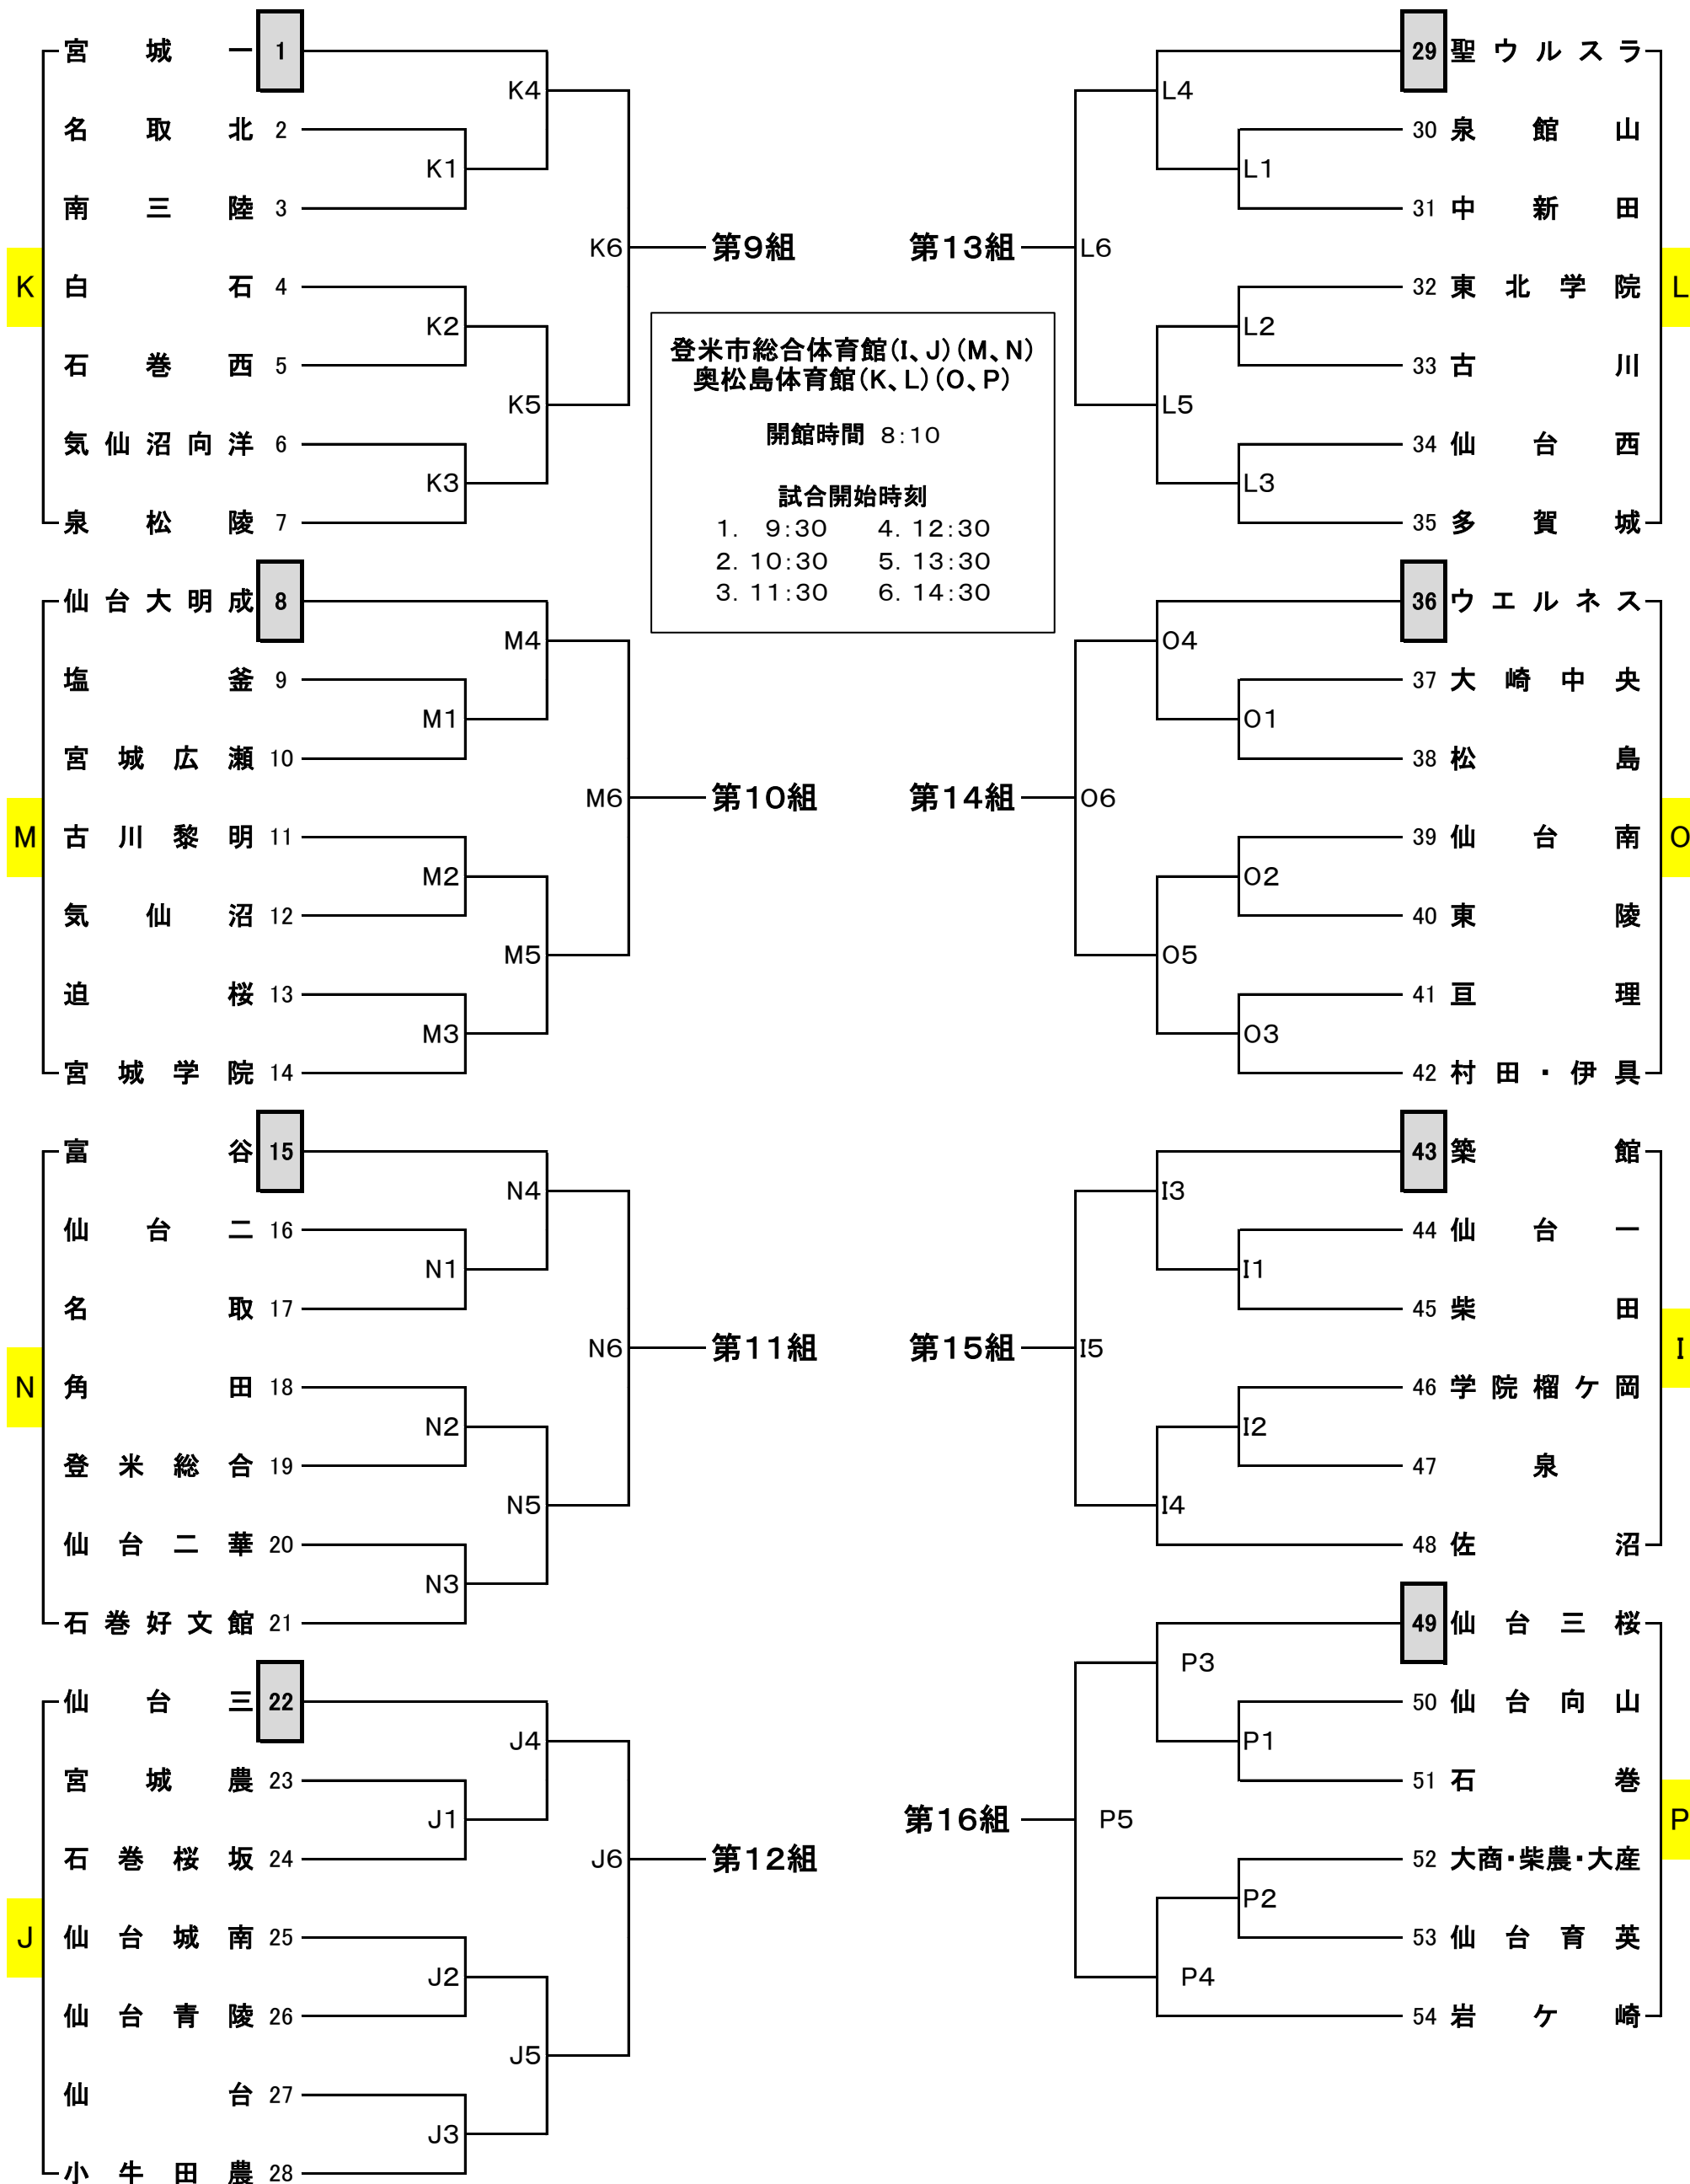 K
宮城一 1
名取北 2
南三陸 3
白石 4
石巻西 5
気仙沼向洋 6
泉松陵 7
K4
K1
K6
K2
K5
K3
第9組
M
仙台大明成 8
塩釜 9
宮城広瀬 10
古川黎明 11
気仙沼 12
迫桜 13
宮城学院 14
M4
M1
M6
M2
M5
M3
第10組
N
富谷 15
仙台二 16
名取 17
角田 18
登米総合 19
仙台二華 20
石巻好文館 21
N4
N1
N6
N2
N5
N3
第11組
J
仙台三 22
宮城農 23
石巻桜坂 24
仙台城南 25
仙台青陵 26
仙台 27
小牛田農 28
J4
J1
J6
J2
J5
J3
第12組
登米市総合体育館(I、J)(M、N)
奥松島体育館(K、L)(O、P)
開館時間 8:10
試合開始時刻
1. 9:30 4. 12:30
2. 10:30 5. 13:30
3. 11:30 6. 14:30
第13組
L4
L1
L6
L2
L5
L3
29 聖ウルスラ
30 泉館山
31 中新田
32 東北学院
33 古川
34 仙台西
35 多賀城
L
第14組
O4
O1
O6
O2
O5
O3
36 ウエルネス
37 大崎中央
38 松島
39 仙台南
40 東陵
41 亘理
42 村田・伊具
O
第15組
I3
I1
I5
I2
I4
43 築館
44 仙台一
45 柴田
46 学院榴ケ岡
47 泉
48 佐沼
I
第16組
P3
P1
P5
P2
P4
49 仙台三桜
50 仙台向山
51 石巻
52 大商・柴農・大産
53 仙台育英
54 岩ケ崎
P